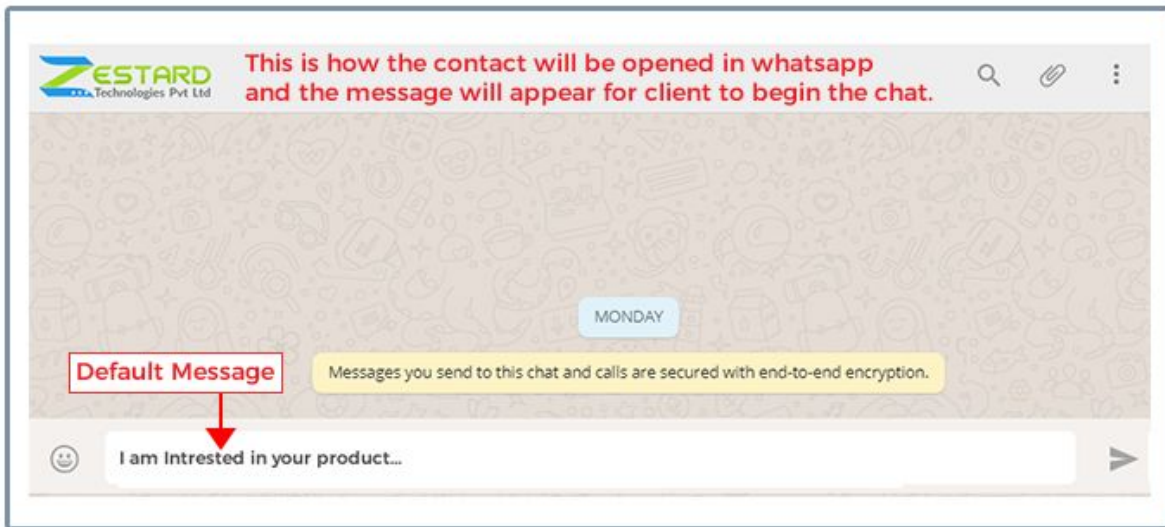 ZESTARD
Technologies Pvt Ltd
This is how the contact will be opened in whatsapp
and the message will appear for client to begin the chat.
MONDAY
Default Message
Messages you send to this chat and calls are secured with end-to-end encryption.
I am Intrested in your product...